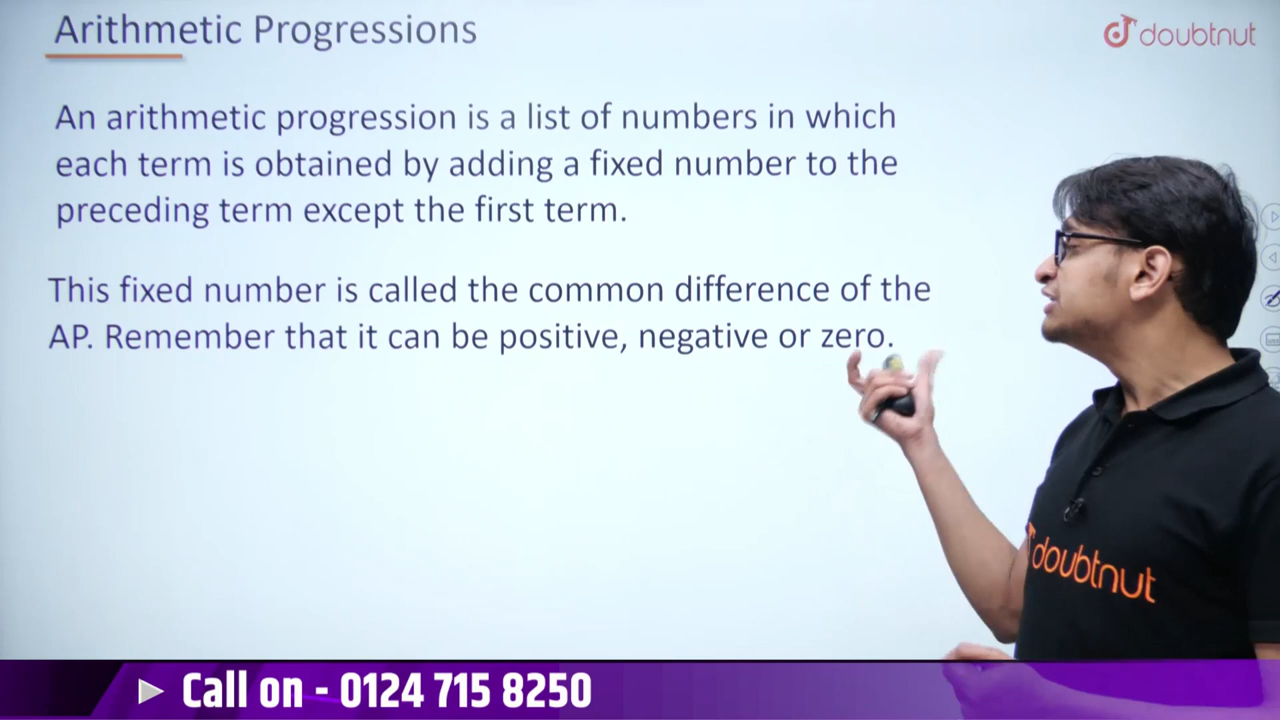 Arithmetic Progressions
doubtnut
An arithmetic progression is a list of numbers in which
each term is obtained by adding a fixed number to the
preceding term except the first term.
This fixed number is called the common difference of the
AP. Remember that it can be positive, negative or zero.
doubtnut
Call on - 0124 715 8250